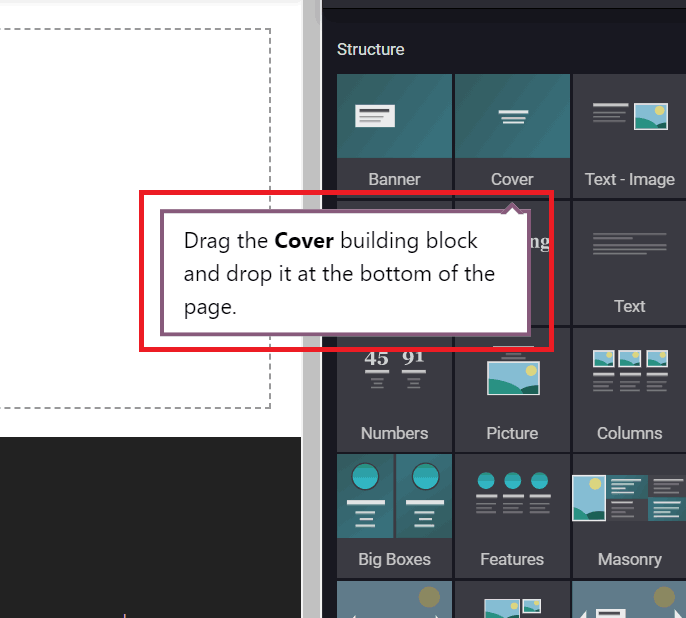 Structure
Banner
Cover
Text - Image
Drag the Cover building block
and drop it at the bottom of the
page.
Text
45 91
Numbers
Picture
Columns
Big Boxes
Features
Masonry